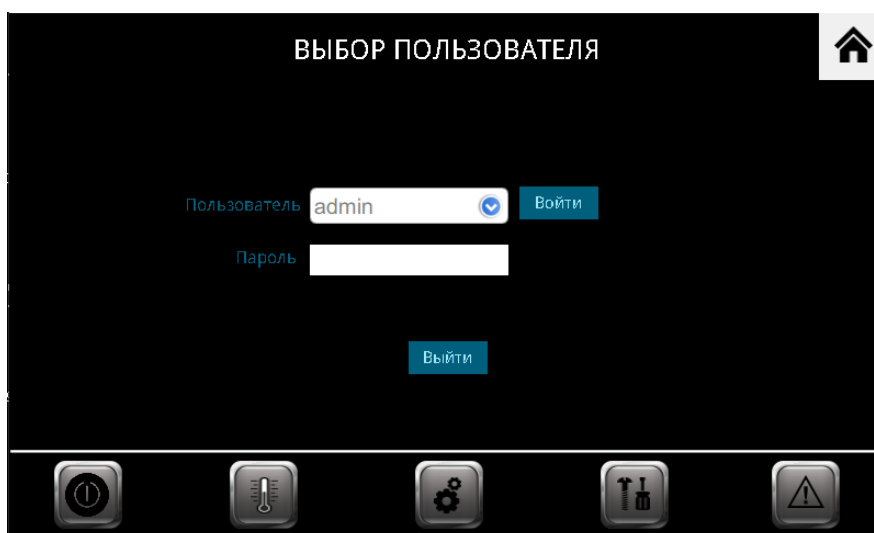 ВЫБОР ПОЛЬЗОВАТЕЛЯ
Пользователь admin Войти
Пароль
Выйти